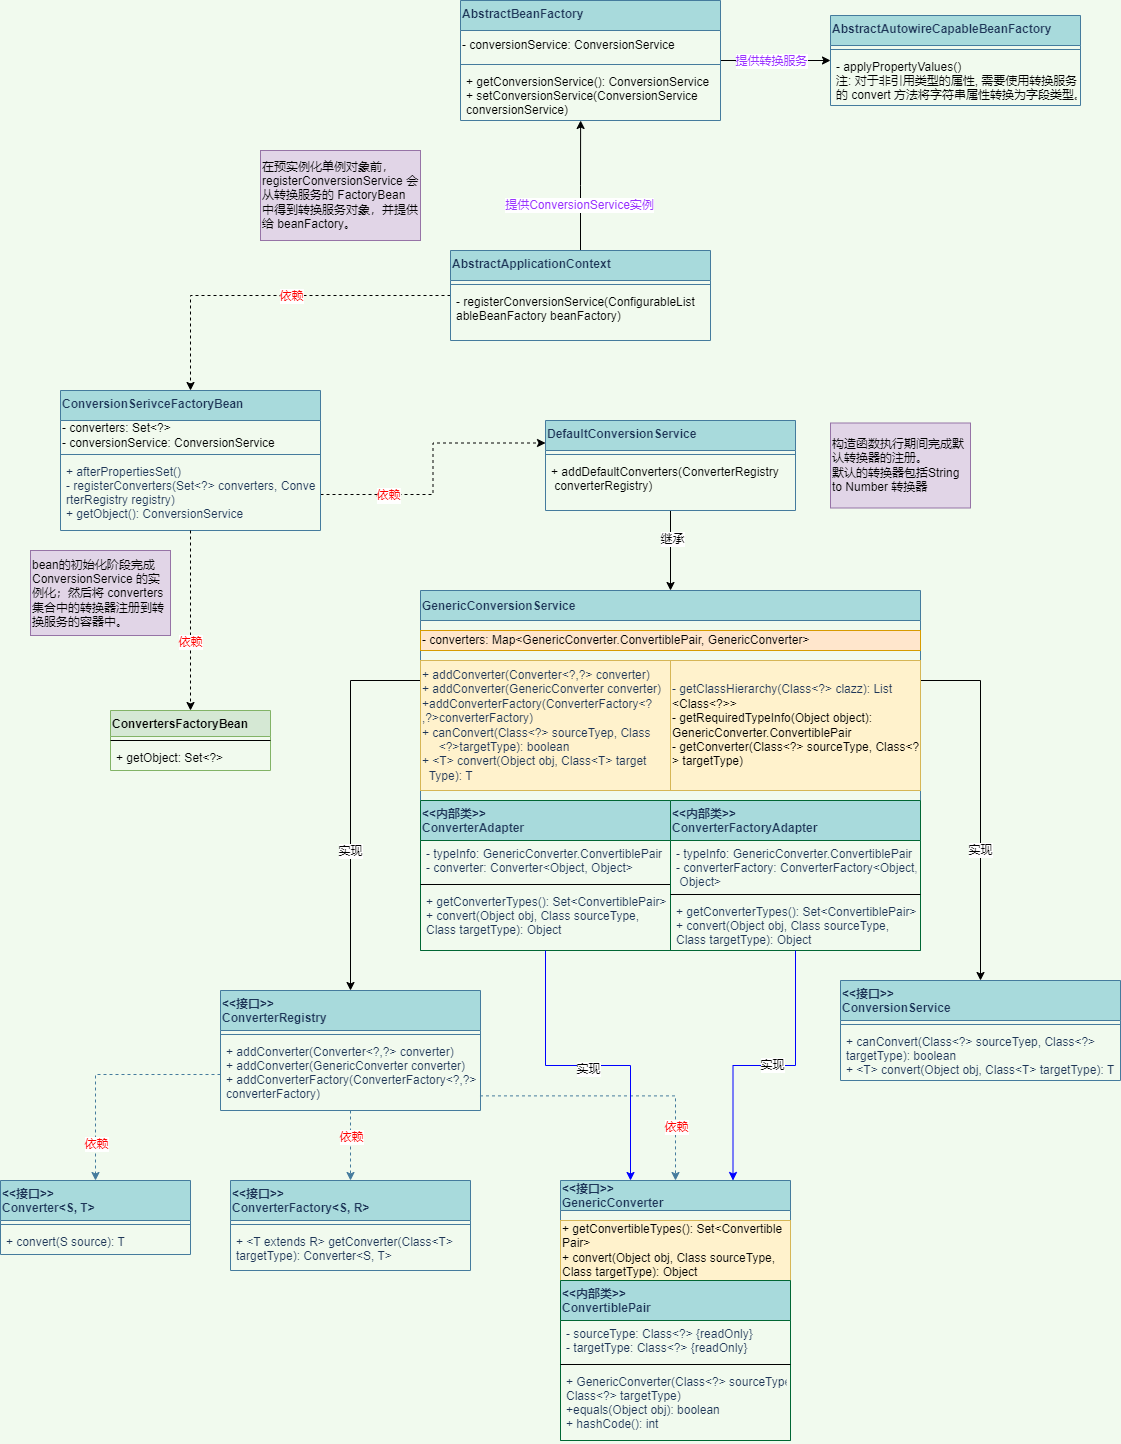 AbstractBeanFactory
- conversionService: ConversionService
+ getConversionService(): ConversionService
+ setConversionService(ConversionService
conversionService)
提供转换服务
AbstractAutowireCapableBeanFactory
- applyPropertyValues()
注: 对于非引用类型的属性, 需要使用转换服务
的 convert 方法将字符串属性转换为字段类型。
在预实例化单例对象前，
registerConversionService 会
从转换服务的 FactoryBean
中得到转换服务对象，并提供
给 beanFactory。
提供ConversionService实例
AbstractApplicationContext
- registerConversionService(ConfigurableList
ableBeanFactory beanFactory)
依赖
ConversionSerivceFactoryBean
- converters: Set<?>
- conversionService: ConversionService
+ afterPropertiesSet()
- registerConverters(Set<?> converters, Conve
rterRegistry registry)
+ getObject(): ConversionService
依赖
DefaultConversionService
+ addDefaultConverters(ConverterRegistry
converterRegistry)
构造函数执行期间完成默
认转换器的注册。
默认的转换器包括String
to Number 转换器
继承
bean的初始化阶段完成
ConversionService 的实
例化；然后将 converters
集合中的转换器注册到转
换服务的容器中。
依赖
ConvertersFactoryBean
+ getObject: Set<?>
GenericConversionService
- converters: Map<GenericConverter.ConvertiblePair, GenericConverter>
+ addConverter(Converter<?,?> converter)
+ addConverter(GenericConverter converter)
+addConverterFactory(ConverterFactory<?
,?>converterFactory)
+ canConvert(Class<?> sourceTyep, Class
<?>targetType): boolean
+ <T> convert(Object obj, Class<T> target
Type): T
- getClassHierarchy(Class<?> clazz): List
<Class<?>>
- getRequiredTypeInfo(Object object):
GenericConverter.ConvertiblePair
- getConverter(Class<?> sourceType, Class<?
> targetType)
<<内部类>>
ConverterAdapter
- typeInfo: GenericConverter.ConvertiblePair
- converter: Converter<Object, Object>
+ getConverterTypes(): Set<ConvertiblePair>
+ convert(Object obj, Class sourceType,
Class targetType): Object
<<内部类>>
ConverterFactoryAdapter
- typeInfo: GenericConverter.ConvertiblePair
- converterFactory: ConverterFactory<Object,
Object>
+ getConverterTypes(): Set<ConvertiblePair>
+ convert(Object obj, Class sourceType,
Class targetType): Object
实现
实现
<<接口>>
ConverterRegistry
+ addConverter(Converter<?,?> converter)
+ addConverter(GenericConverter converter)
+ addConverterFactory(ConverterFactory<?,?>
converterFactory)
实现
实现
<<接口>>
ConversionService
+ canConvert(Class<?> sourceTyep, Class<?>
targetType): boolean
+ <T> convert(Object obj, Class<T> targetType): T
依赖
依赖
依赖
<<接口>>
Converter<S, T>
+ convert(S source): T
<<接口>>
ConverterFactory<S, R>
+ <T extends R> getConverter(Class<T>
targetType): Converter<S, T>
<<接口>>
GenericConverter
+ getConvertibleTypes(): Set<Convertible
Pair>
+ convert(Object obj, Class sourceType,
Class targetType): Object
<<内部类>>
ConvertiblePair
- sourceType: Class<?> {readOnly}
- targetType: Class<?> {readOnly}
+ GenericConverter(Class<?> sourceType
Class<?> targetType)
+equals(Object obj): boolean
+ hashCode(): int